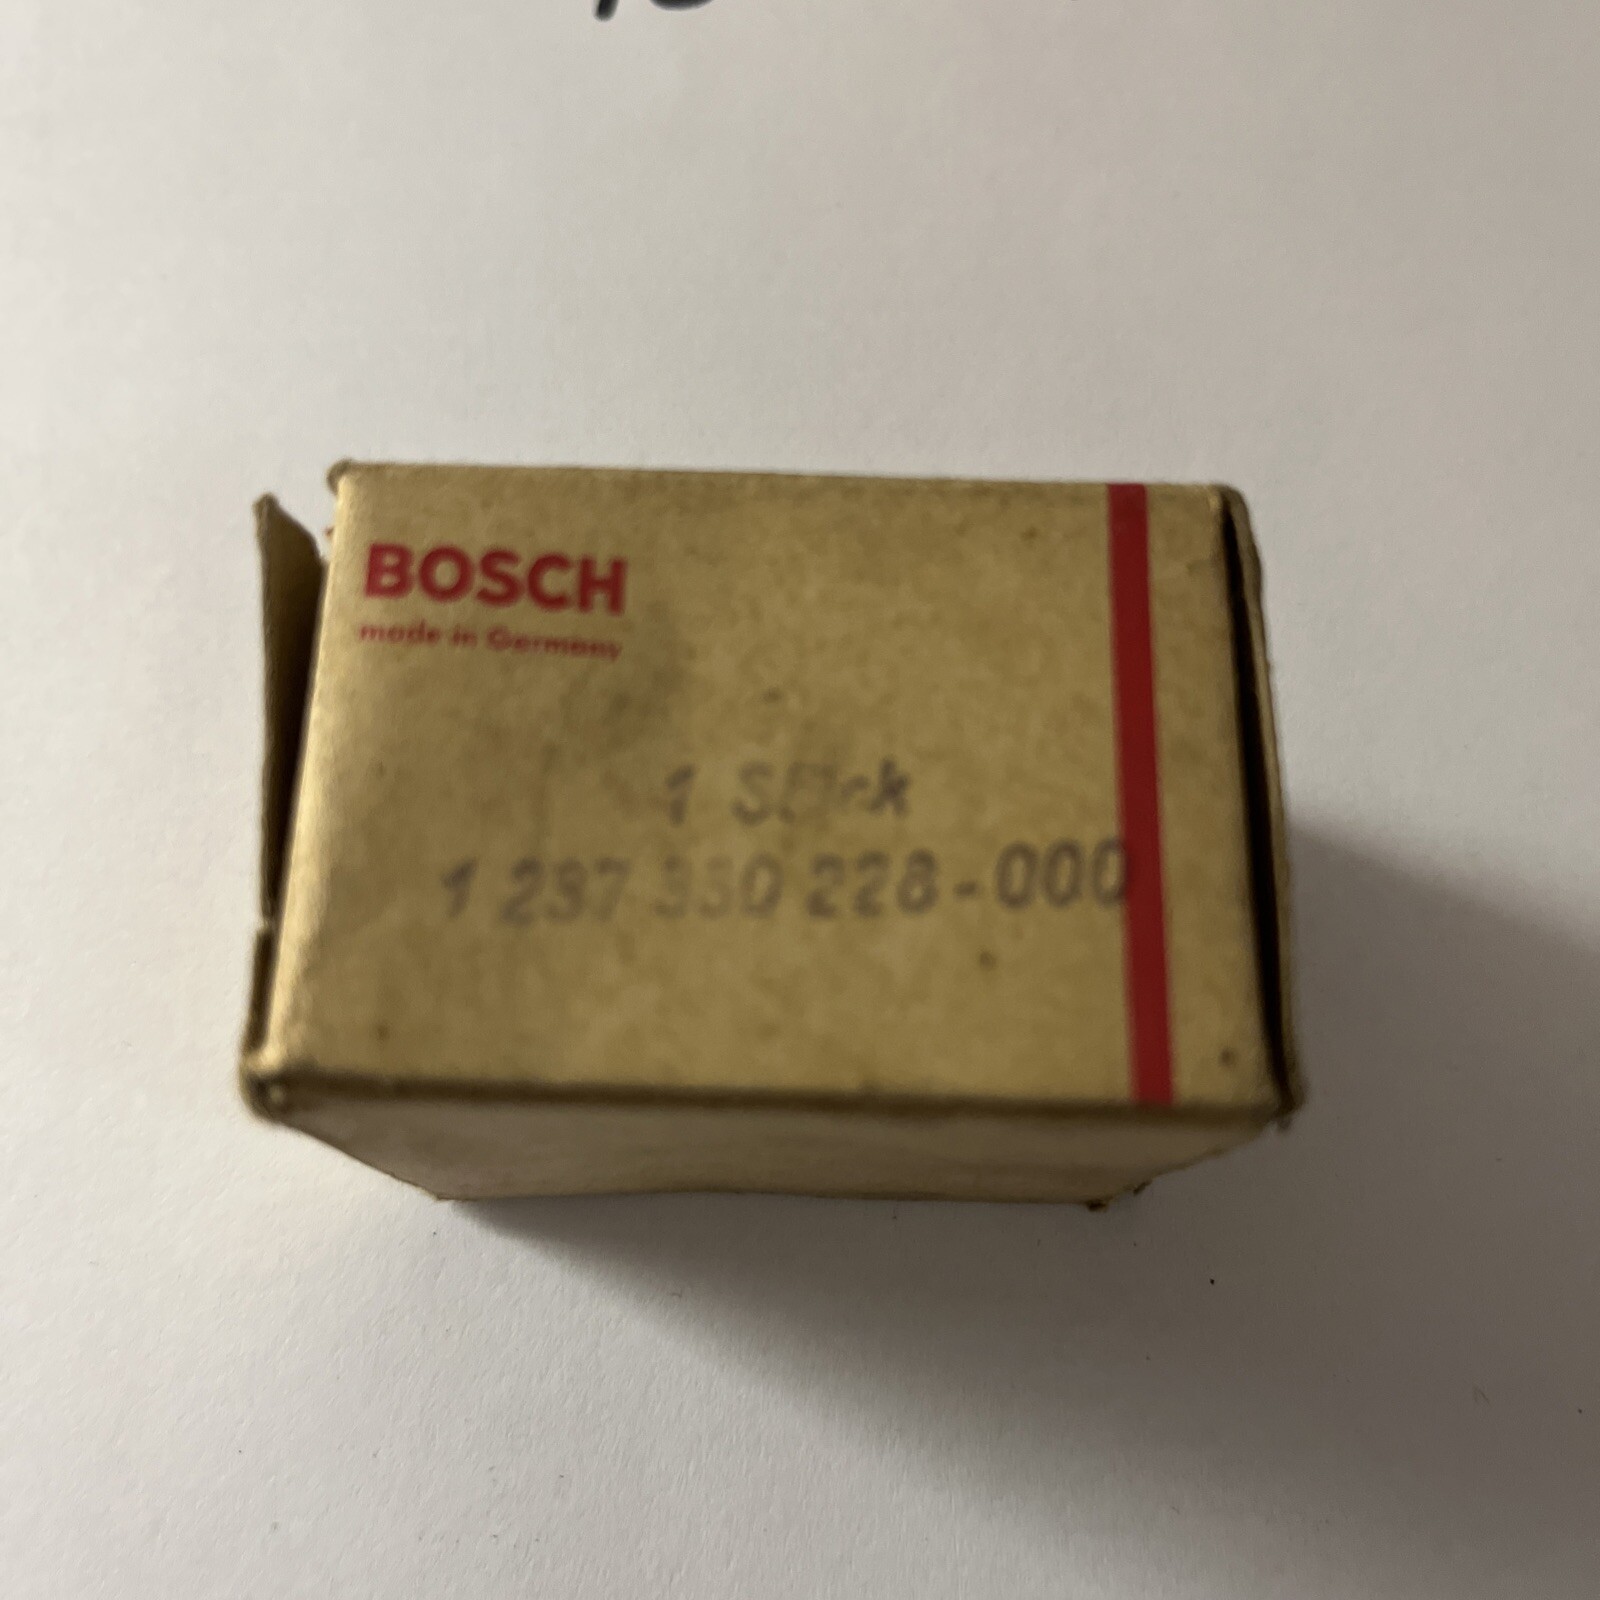 BOSCH
made in Germany
1 Stück
1 237 330 228-000